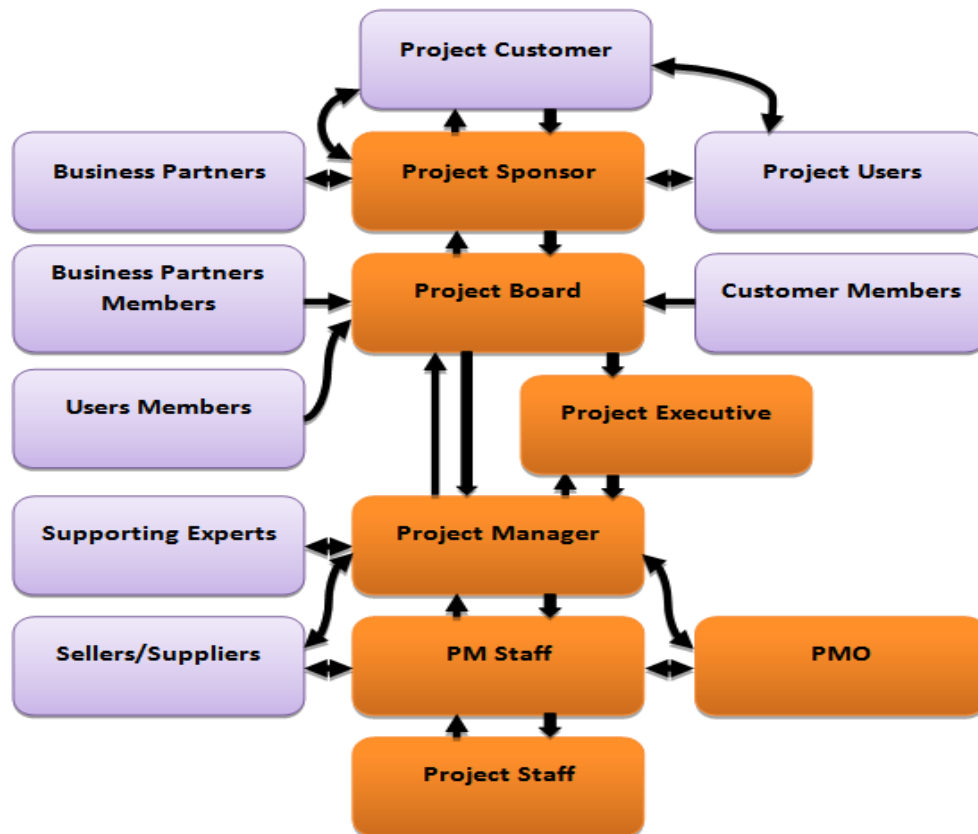 Project Customer
Business Partners
Project Sponsor
Project Users
Business Partners
Members
Project Board
Customer Members
Users Members
Project Executive
Supporting Experts
Project Manager
Sellers/Suppliers
PM Staff
PMO
Project Staff